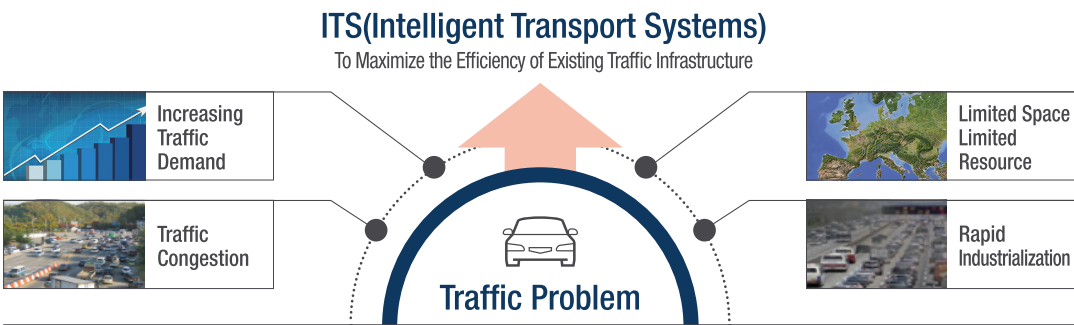 ITS(Intelligent Transport Systems)
To Maximize the Efficiency of Existing Traffic Infrastructure
Increasing
Traffic
Demand
Limited Space
Limited
Resource
Traffic
Congestion
Rapid
Industrialization
Traffic Problem